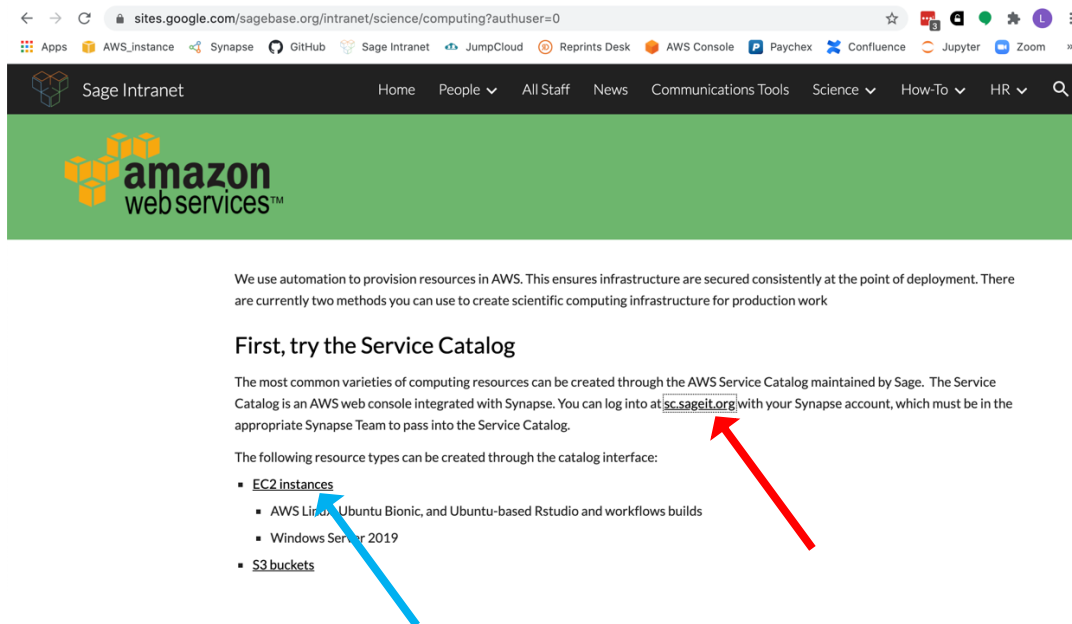 sites.google.com/sagebase.org/intranet/science/computing?authuser=0
3
L
Apps AWS_instance Synapse GitHub Sage Intranet JumpCloud Reprints Desk AWS Console Paychex Confluence Jupyter Zoom »
Sage Intranet Home People All Staff News Communications Tools Science How-To HR
amazon
web services™
We use automation to provision resources in AWS. This ensures infrastructure are secured consistently at the point of deployment. There
are currently two methods you can use to create scientific computing infrastructure for production work
First, try the Service Catalog
The most common varieties of computing resources can be created through the AWS Service Catalog maintained by Sage. The Service
Catalog is an AWS web console integrated with Synapse. You can log into at sc.sageit.org with your Synapse account, which must be in the
appropriate Synapse Team to pass into the Service Catalog.
The following resource types can be created through the catalog interface:
▪ EC2 instances
▪ AWS Linux, Ubuntu Bionic, and Ubuntu-based Rstudio and workflows builds
▪ Windows Server 2019
▪ S3 buckets